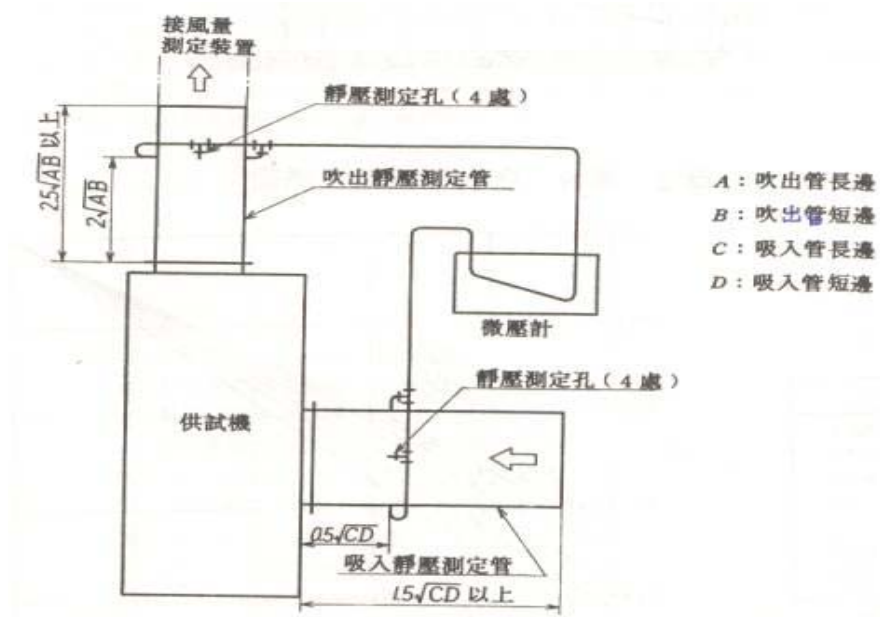 接風量
測定裝置
靜壓測定孔(4處)
2.5√AB 以上
2√AB
吹出靜壓測定管
A:吹出管長邊
B:吹出管短邊
C:吸入管長邊
D:吸入管短邊
微壓計
靜壓測定孔(4處)
供試機
0.5√CD
吸入靜壓測定管
1.5√CD 以上